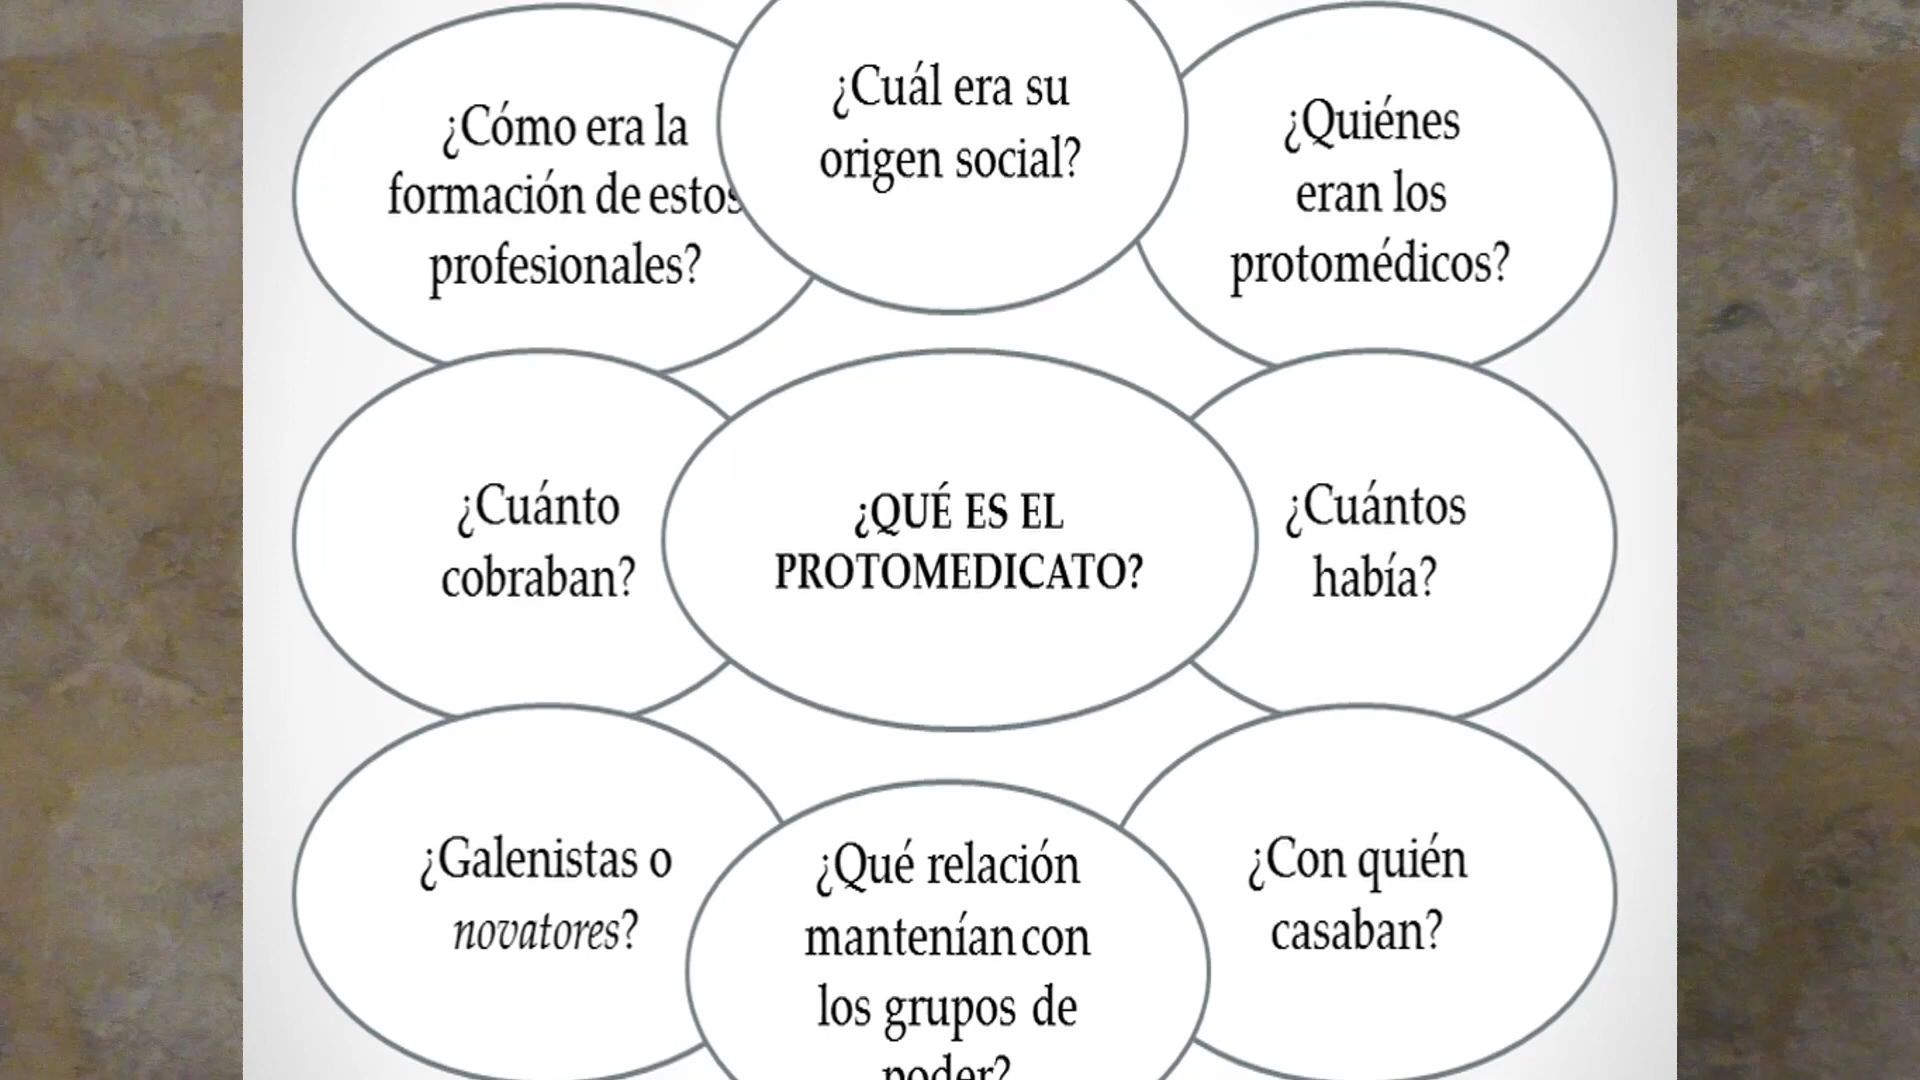 ¿Cómo era la
formación de estos
profesionales?
¿Cuál era su
origen social?
¿Quiénes
eran los
protomédicos?
¿Cuánto
cobraban?
¿QUÉ ES EL
PROTOMEDICATO?
¿Cuántos
había?
¿Galenistas o
novatores?
¿Qué relación
mantenían con
los grupos de
poder?
¿Con quién
casaban?